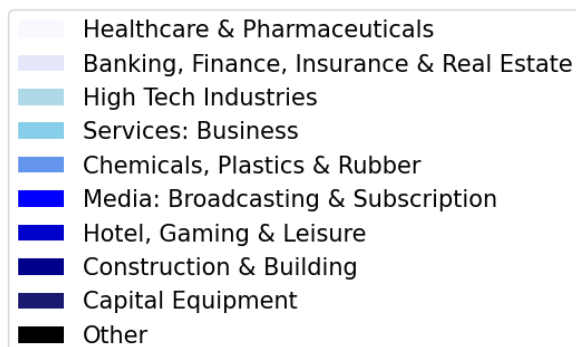 Healthcare & Pharmaceuticals
Banking, Finance, Insurance & Real Estate
High Tech Industries
Services: Business
Chemicals, Plastics & Rubber
Media: Broadcasting & Subscription
Hotel, Gaming & Leisure
Construction & Building
Capital Equipment
Other